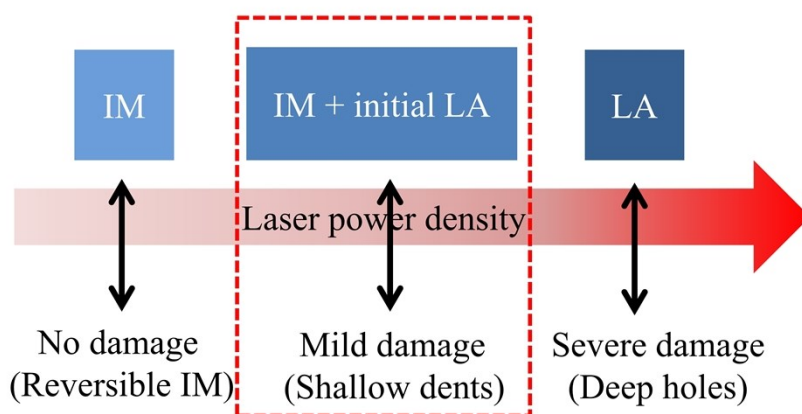 IM
IM + initial LA
LA
Laser power density
No damage
(Reversible IM)
Mild damage
(Shallow dents)
Severe damage
(Deep holes)